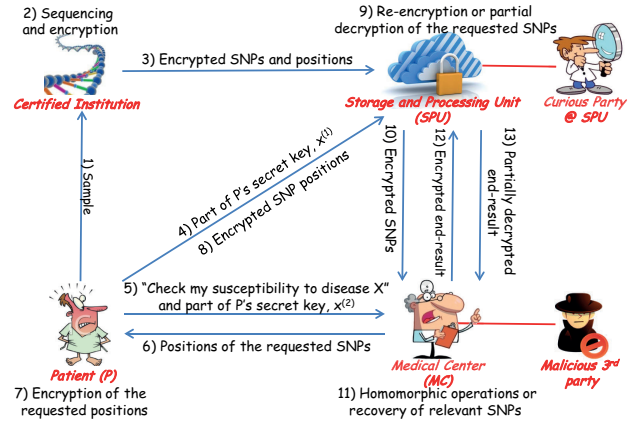 2) Sequencing
and encryption
9) Re-encryption or partial
decryption of the requested SNPs
3) Encrypted SNPs and positions
Certified Institution
Storage and Processing Unit
(SPU)
Curious Party
@ SPU
1) Sample
4) Part of P's secret key, x(1)
8) Encrypted SNP positions
10) Encrypted SNPs
12) Encrypted end-result
13) Partially decrypted
end-result
5) "Check my susceptibility to disease X"
and part of P's secret key, x(2)
6) Positions of the requested SNPs
Patient (P)
Medical Center
(MC)
Malicious 3rd
party
7) Encryption of the
requested positions
11) Homomorphic operations or
recovery of relevant SNPs